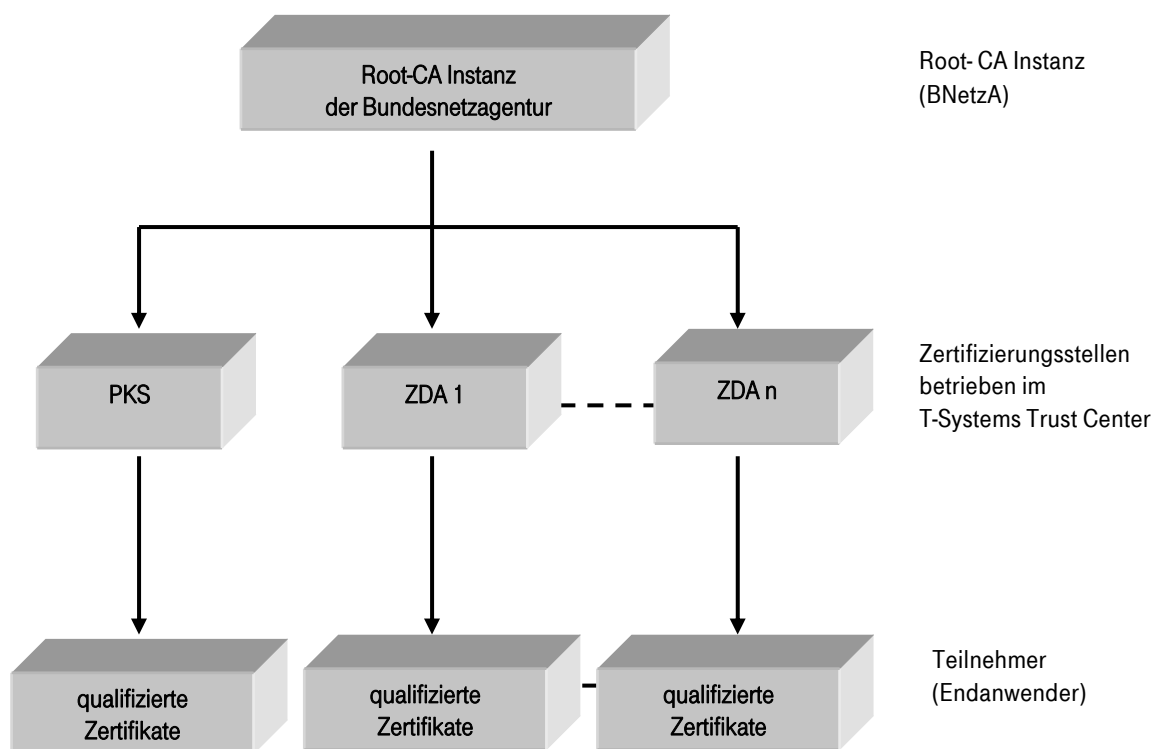 Root-CA Instanz
der Bundesnetzagentur
Root- CA Instanz
(BNetzA)
PKS
ZDA 1
ZDA n
Zertifizierungsstellen
betrieben im
T-Systems Trust Center
qualifizierte
Zertifikate
qualifizierte
Zertifikate
qualifizierte
Zertifikate
Teilnehmer
(Endanwender)